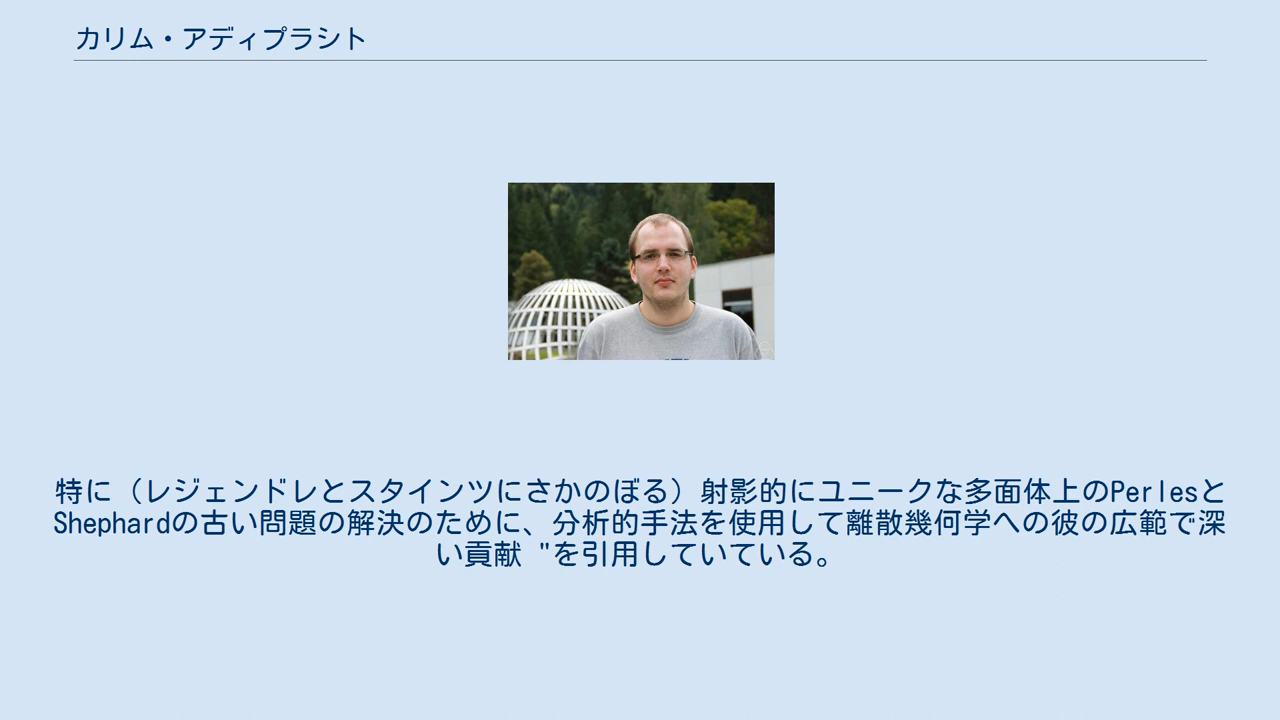 カリム・アディプラシト
特に（レジェンドレとスタインツにさかのぼる）射影的にユニークな多面体上のPerlesと
Shephardの古い問題の解決のために、分析的手法を使用して離散幾何学への彼の広範で深
い貢献 "を引用していている。